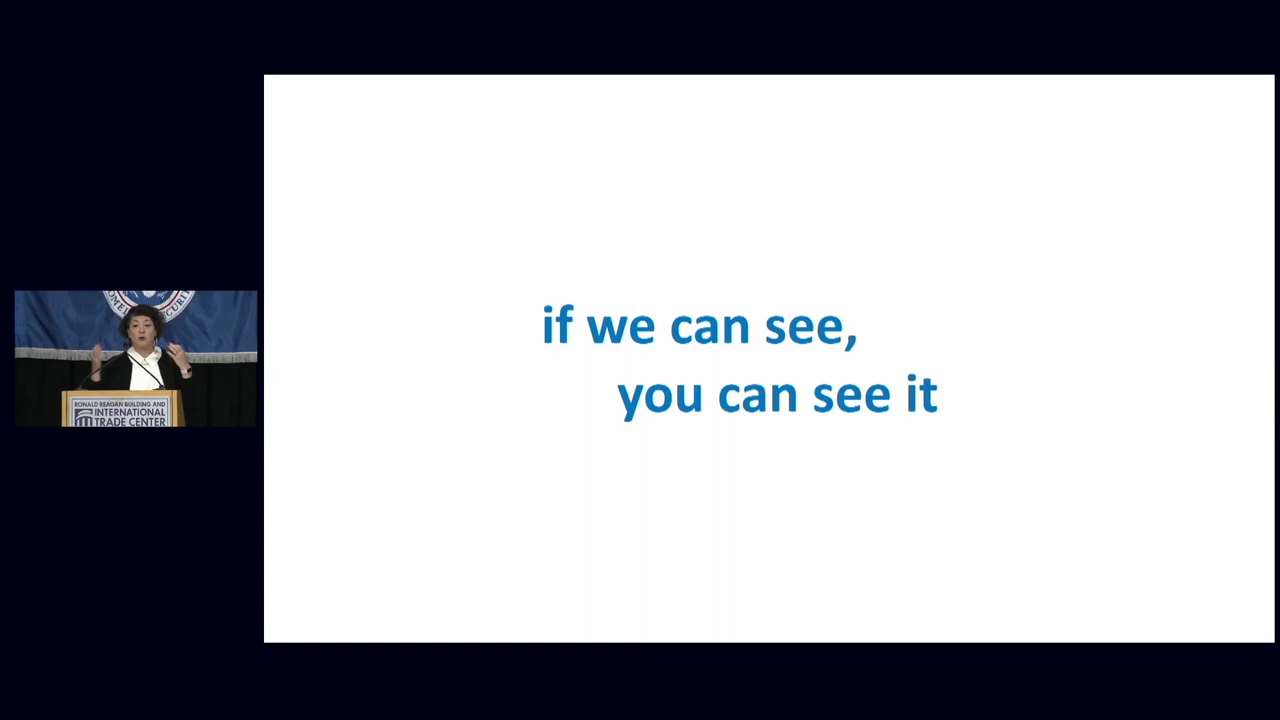 if we can see,
you can see it
RONALD REAGAN BUILDING AND
INTERNATIONAL
TRADE CENTER